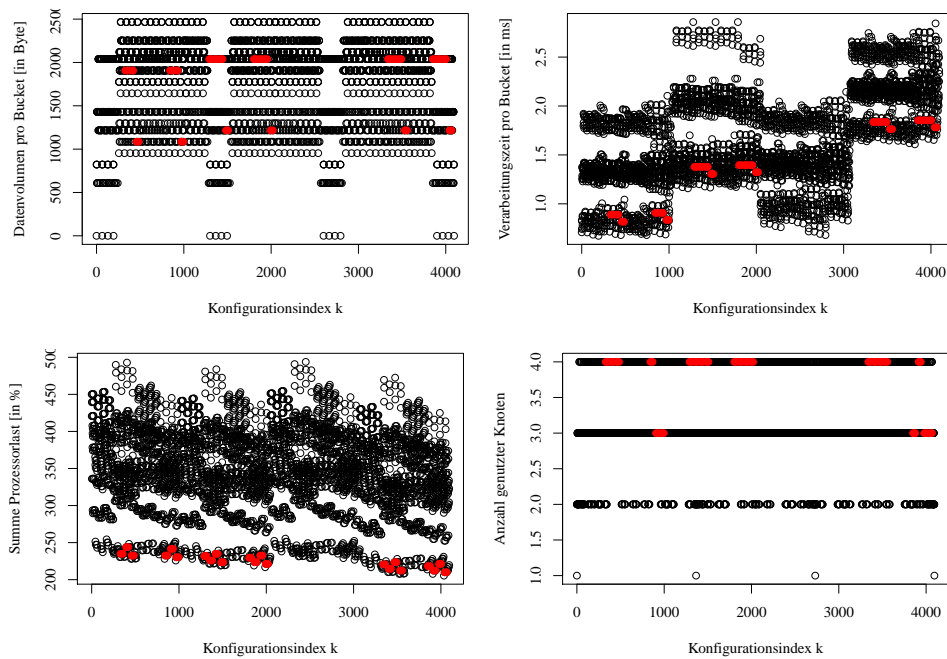 Datenvolumen pro Bucket [in Byte]
0 500 1000 1500 2000 2500
0 1000 2000 3000 4000
Konfigurationsindex k
Verarbeitungszeit pro Bucket [in ms]
1.0 1.5 2.0 2.5
0 1000 2000 3000 4000
Konfigurationsindex k
Summe Prozessorlast [in %]
200 250 300 350 400 450 500
0 1000 2000 3000 4000
Konfigurationsindex k
Anzahl genutzter Knoten
1.0 1.5 2.0 2.5 3.0 3.5 4.0
0 1000 2000 3000 4000
Konfigurationsindex k